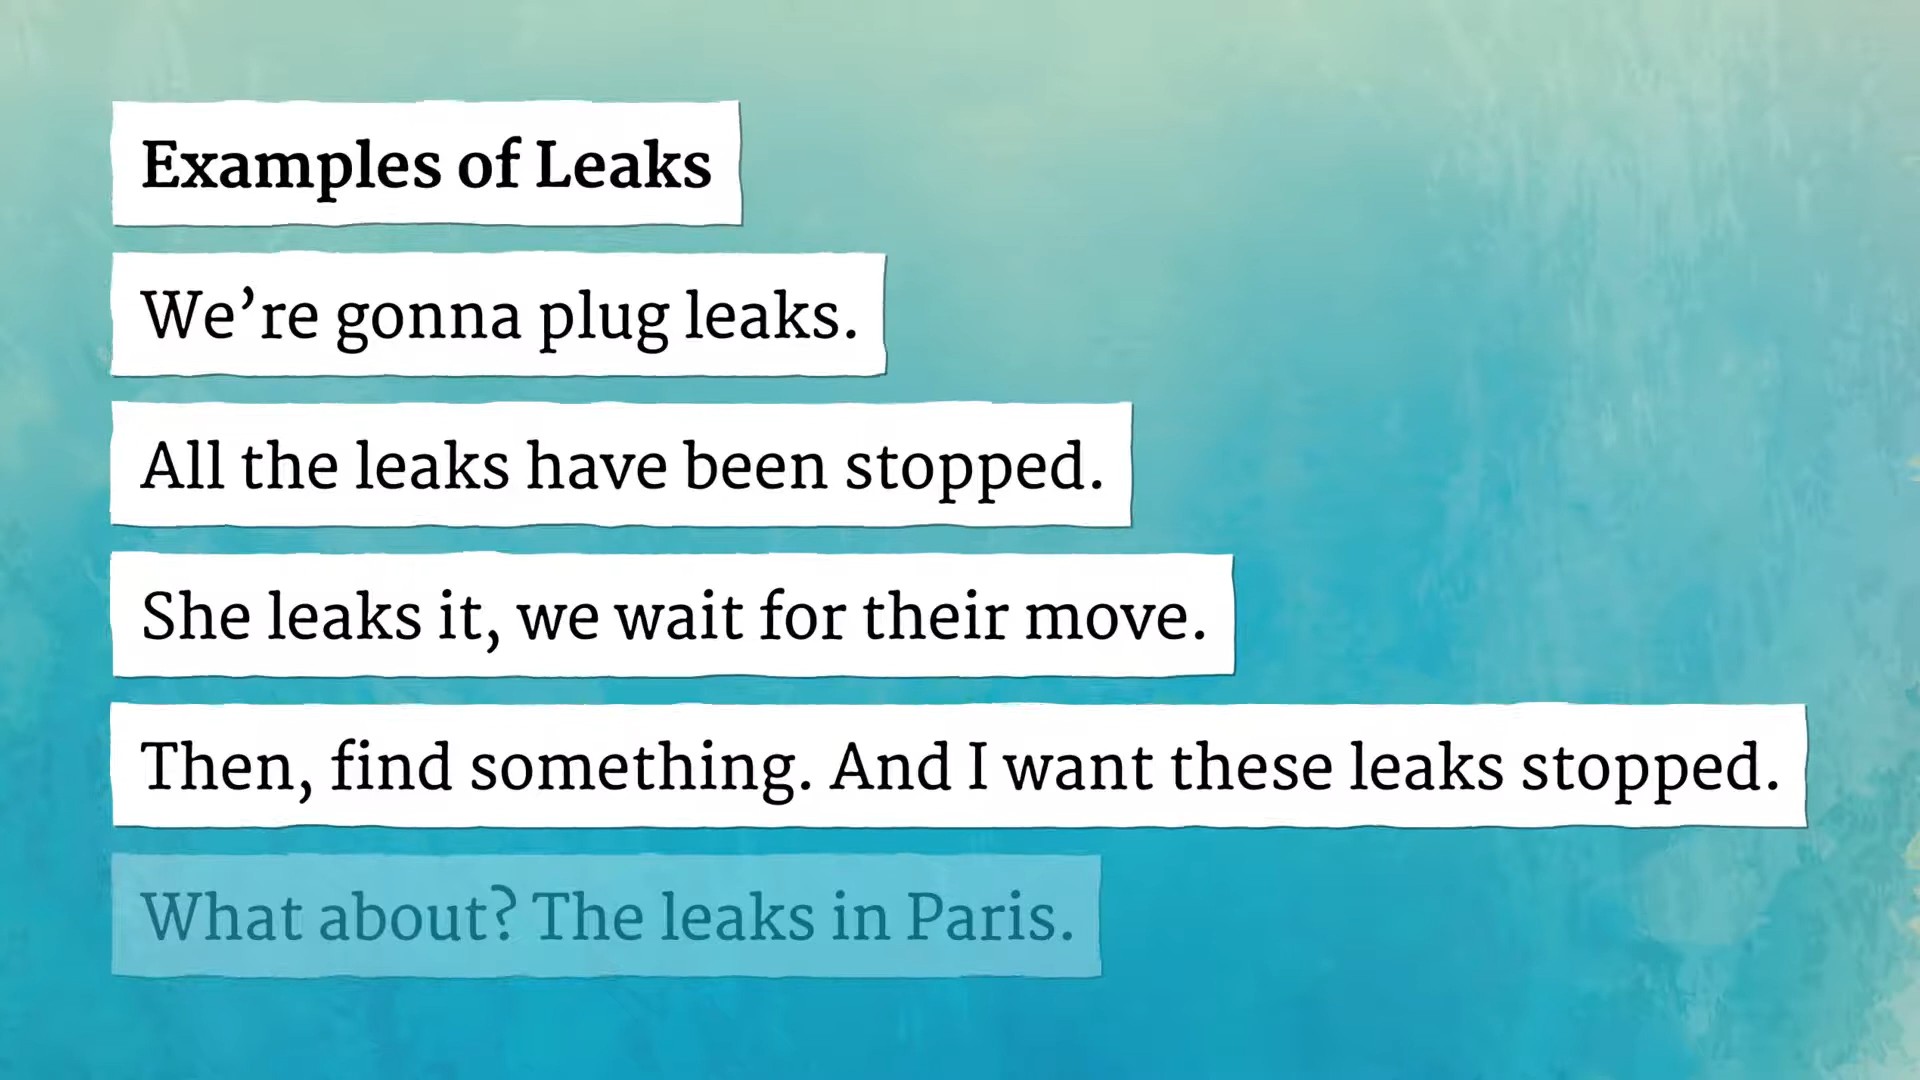 Examples of Leaks
We’re gonna plug leaks.
All the leaks have been stopped.
She leaks it, we wait for their move.
Then, find something. And I want these leaks stopped.
What about? The leaks in Paris.